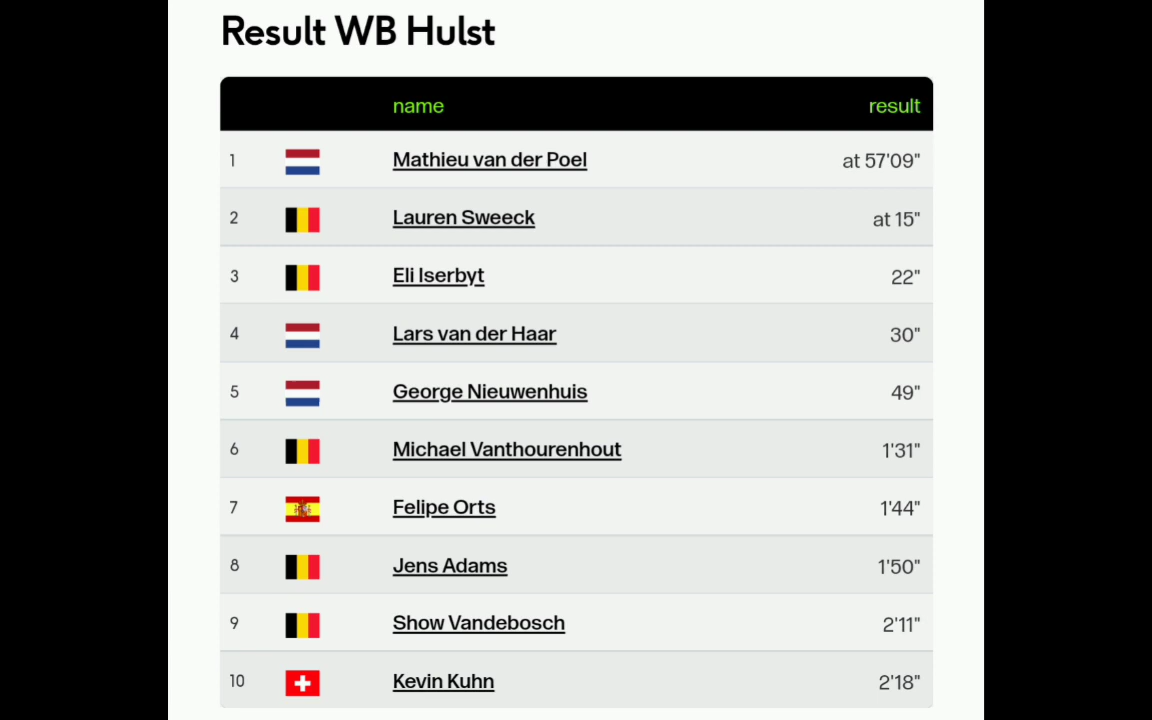 Result WB Hulst
name result
1 Mathieu van der Poel at 57'09"
2 Lauren Sweeck at 15"
3 Eli Iserbyt 22"
4 Lars van der Haar 30"
5 George Nieuwenhuis 49"
6 Michael Vanthourenhout 1'31"
7 Felipe Orts 1'44"
8 Jens Adams 1'50"
9 Show Vandebosch 2'11"
10 Kevin Kuhn 2'18"